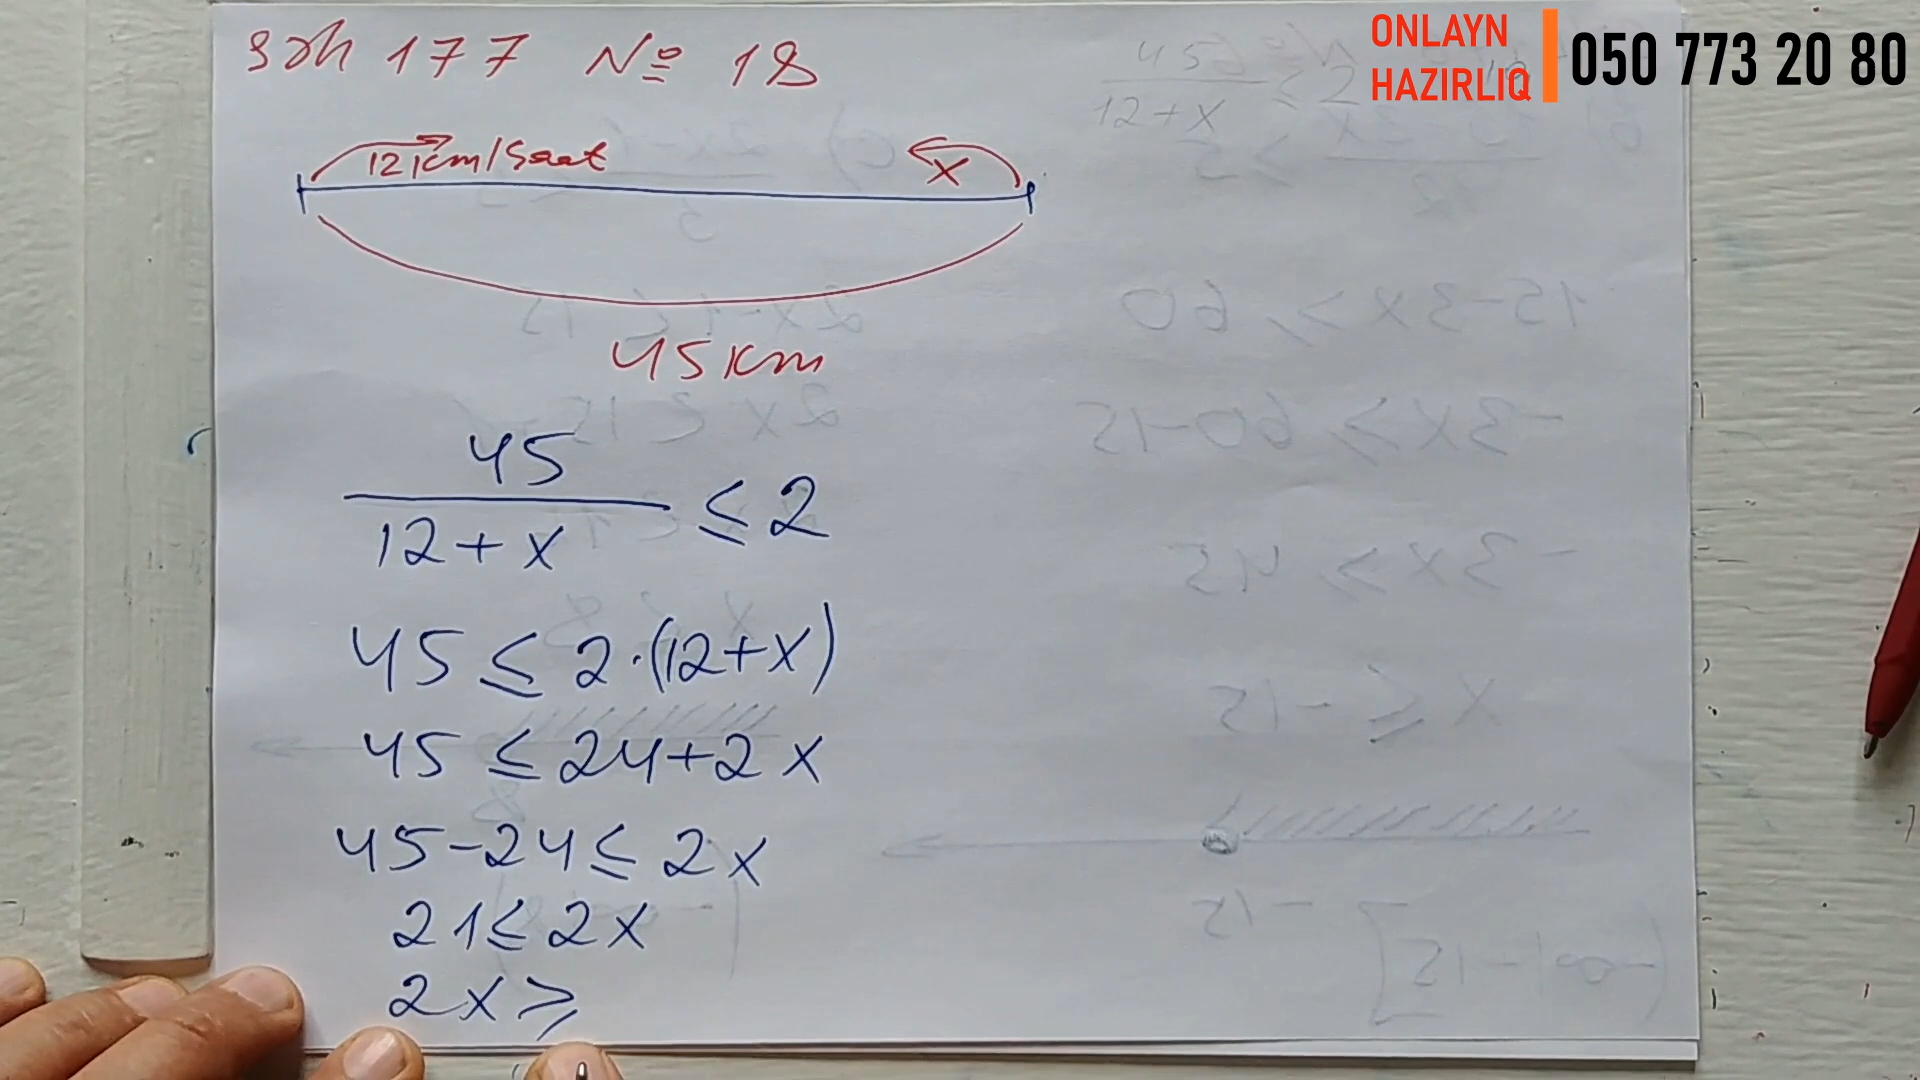 səh 177 № 18
ONLAYN
HAZIRLIQ
050 773 20 80
12 km/saat
x
45 km
45
12+x
≤ 2
45 ≤ 2·(12+x)
45 ≤ 24+2x
45-24 ≤ 2x
21 ≤ 2x
2x ≥